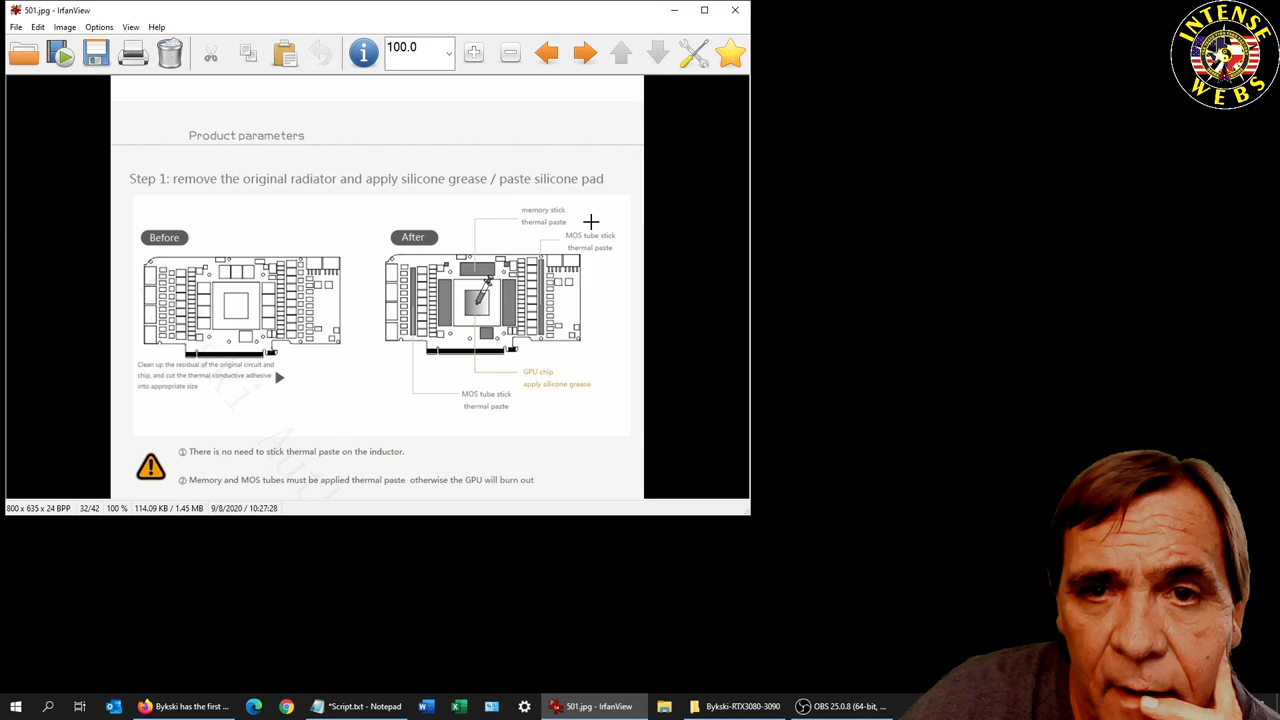 501.jpg - IrfanView
File Edit Image Options View Help
100.0
INTENSE
WEBS
Product parameters
Step 1: remove the original radiator and apply silicone grease / paste silicone pad
memory stick
thermal paste
Before
After
MOS tube stick
thermal paste
Clean up the residual of the original circuit and
chip, and cut the thermal conductive adhesive
into appropriate size
GPU chip
apply silicone grease
MOS tube stick
thermal paste
① There is no need to stick thermal paste on the inductor.
② Memory and MOS tubes must be applied thermal paste otherwise the GPU will burn out
800 x 635 x 24 BPP 32/42 100 % 114.09 KB / 1.45 MB 9/8/2020 / 10:27:28
Bykski has the first ... *Script.txt - Notepad 501.jpg - IrfanView Bykski-RTX3080-3090 OBS 25.0.8 (64-bit, ...